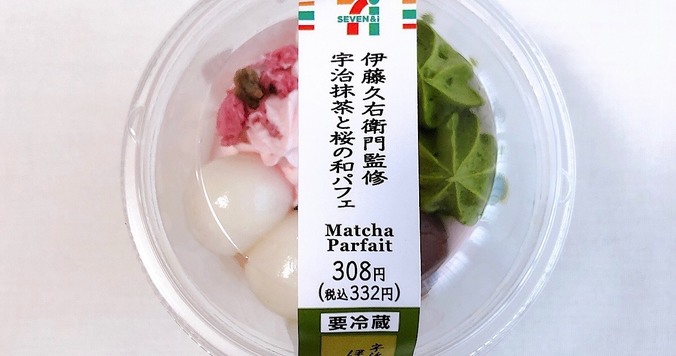 SEVEN&i
伊藤久右衛門監修
宇治抹茶と桜の和パフェ
Matcha
Parfait
308円
(税込332円)
要冷蔵